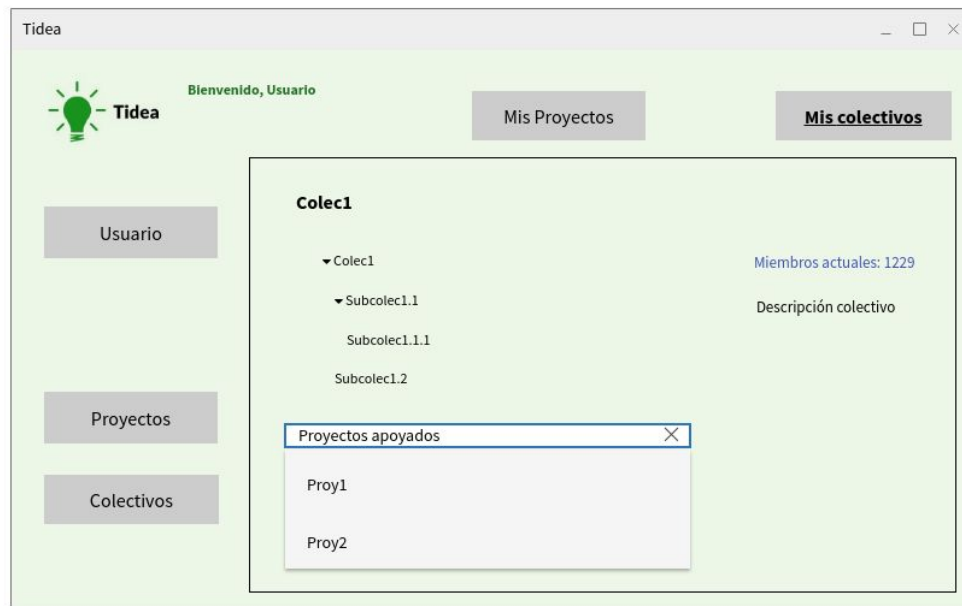 Tidea
Bienvenido, Usuario
Tidea
Mis Proyectos
Mis colectivos
Usuario
Proyectos
Colectivos
Colec1
Colec1
Subcolec1.1
Subcolec1.1.1
Subcolec1.2
Miembros actuales: 1229
Descripción colectivo
Proyectos apoyados
Proy1
Proy2